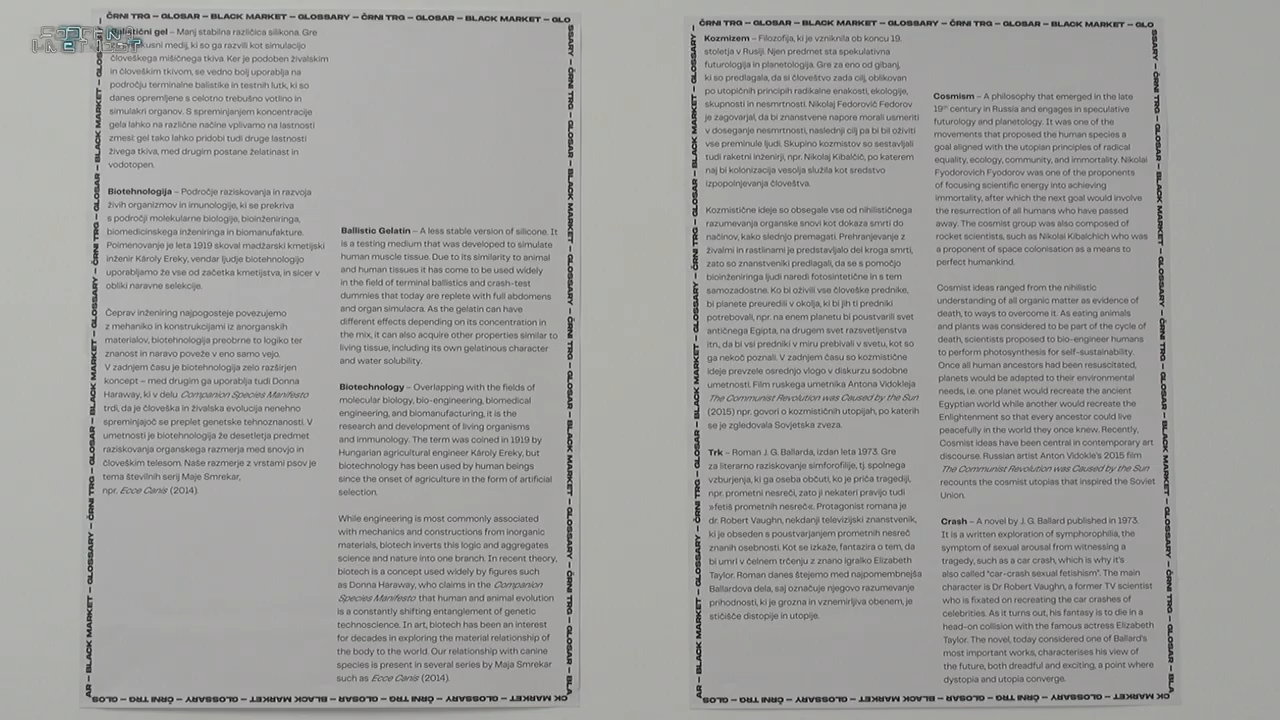 ČRNI TRG – GLOSAR – BLACK MARKET – GLOSSARY – ČRNI TRG – GLOSAR – BLACK MARKET – GLO
Balistični gel – Manj stabilna različica silikona. Gre
kusni medij, ki so ga razvili kot simulacijo
človeškega mišičnega tkiva. Ker je podoben živalskim
in človeškim tkivom, se vedno bolj uporablja na
področju terminalne balistike in testnih lutk, ki so
danes opremljene s celotno trebušno votlino in
simulakri organov. S spreminjanjem koncentracije
gela lahko na različne načine vplivamo na lastnosti
zmesi: gel tako lahko pridobi tudi druge lastnosti
živega tkiva, med drugim postane želatinast in
vodotopen.
Biotehnologija – Področje raziskovanja in razvoja
živih organizmov in imunologije, ki se prekriva
s področji molekularne biologije, bioinženiringa,
biomedicinskega inženiringa in biomanufakture.
Poimenovanje je leta 1919 skoval madžarski kmetijski
inženir Károly Ereky, vendar ljudje biotehnologijo
uporabljamo že vse od začetka kmetijstva, in sicer v
obliki naravne selekcije.
Čeprav inženiring najpogosteje povezujemo
z mehaniko in konstrukcijami iz anorganskih
materialov, biotehnologija preobrne to logiko ter
znanost in naravo poveže v eno samo vejo.
V zadnjem času je biotehnologija zelo razširjen
koncept – med drugim ga uporablja tudi Donna
Haraway, ki v delu Companion Species Manifesto
trdi, da je človeška in živalska evolucija nenehno
spreminjajoč se preplet genetske tehnoznanosti. V
umetnosti je biotehnologija že desetletja predmet
raziskovanja organskega razmerja med snovjo in
človeškim telesom. Naše razmerje z vrstami psov je
tema številnih serij Maje Smrekar,
npr. Ecce Canis (2014).
Ballistic Gelatin – A less stable version of silicone. It
is a testing medium that was developed to simulate
human muscle tissue. Due to its similarity to animal
and human tissues it has come to be used widely
in the field of terminal ballistics and crash-test
dummies that today are replete with full abdomens
and organ simulacra. As the gelatin can have
different effects depending on its concentration in
the mix, it can also acquire other properties similar to
living tissue, including its own gelatinous character
and water solubility.
Biotechnology – Overlapping with the fields of
molecular biology, bio-engineering, biomedical
engineering, and biomanufacturing, it is the
research and development of living organisms
and immunology. The term was coined in 1919 by
Hungarian agricultural engineer Károly Ereky, but
biotechnology has been used by human beings
since the onset of agriculture in the form of artificial
selection.
While engineering is most commonly associated
with mechanics and constructions from inorganic
materials, biotech inverts this logic and aggregates
science and nature into one branch. In recent theory,
biotech is a concept used widely by figures such
as Donna Haraway, who claims in the Companion
Species Manifesto that human and animal evolution
is a constantly shifting entanglement of genetic
technoscience. In art, biotech has been of interest
for decades in exploring the material relationship of
the body to the world. Our relationship with canine
species is present in several series by Maja Smrekar
such as Ecce Canis (2014).
ČRNI TRG – GLOSAR – BLACK MARKET – GLOSSARY – ČRNI TRG – GLOSAR – BLACK MARKET – GLO
Kozmizem – Filozofija, ki je vzniknila ob koncu 19.
stoletja v Rusiji. Njen predmet sta spekulativna
futurologija in planetologija. Gre za eno od gibanj,
ki so predlagala, da si človeštvo zada cilj, oblikovan
po utopičnih principih radikalne enakosti, ekologije,
skupnosti in nesmrtnosti. Nikolaj Fedorovič Fedorov
je zagovarjal, da bi znanstvene napore morali usmeriti
v doseganje nesmrtnosti, naslednji cilj pa bi bil oživiti
vse preminule ljudi. Skupino kozmistov so sestavljali
tudi raketni inženirji, npr. Nikolaj Kibalčič, po katerem
naj bi kolonizacija vesolja služila kot sredstvo
izpopolnjevanja človeštva.
Kozmistične ideje so obsegale vse od nihilističnega
razumevanja organske snovi kot dokaza smrti do
načinov, kako slednjo premagati. Prehranjevanje z
živalmi in rastlinami je predstavljalo del kroga smrti,
zato so znanstveniki predlagali, da se s pomočjo
bioinženiringa ljudi naredi fotosintetične in s tem
samozadostne. Ko bi oživili vse človeške prednike,
bi planete preuredili v okolja, ki bi jih ti predniki
potrebovali, npr. na enem planetu bi poustvarili svet
antičnega Egipta, na drugem svet razsvetljenstva
itn., da bi vsi predniki v miru prebivali v svetu, kot so
ga nekoč poznali. V zadnjem času so kozmistične
ideje prevzele osrednjo vlogo v diskurzu sodobne
umetnosti. Film ruskega umetnika Antona Vidokleja
The Communist Revolution was Caused by the Sun
(2015) npr. govori o kozmističnih utopijah, po katerih
se je zgledovala Sovjetska zveza.
Trk – Roman J. G. Ballarda, izdan leta 1973. Gre
za literarno raziskovanje simforofilije, tj. spolnega
vzburjenja, ki ga oseba občuti, ko je priča tragediji,
npr. prometni nesreči, zato ji nekateri pravijo tudi
»fetiš prometnih nesreč«. Protagonist romana je
dr. Robert Vaughn, nekdanji televizijski znanstvenik,
ki je obseden s poustvarjanjem prometnih nesreč
znanih osebnosti. Kot se izkaže, fantazira o tem, da
bi umrl v čelnem trčenju z znano igralko Elizabeth
Taylor. Roman danes štejemo med najpomembnejša
Ballardova dela, saj označuje njegovo razumevanje
prihodnosti, ki je grozna in vznemirljiva obenem, je
stičišče distopije in utopije.
Cosmism – A philosophy that emerged in the late
19th century in Russia and engages in speculative
futurology and planetology. It was one of the
movements that proposed the human species a
goal aligned with the utopian principles of radical
equality, ecology, community, and immortality. Nikolai
Fyodorovich Fyodorov was one of the proponents
of focusing scientific energy into achieving
immortality, after which the next goal would involve
the resurrection of all humans who have passed
away. The cosmist group was also composed of
rocket scientists, such as Nikolai Kibalchich who was
a proponent of space colonisation as a means to
perfect humankind.
Cosmist ideas ranged from the nihilistic
understanding of all organic matter as evidence of
death, to ways to overcome it. As eating animals
and plants was considered to be part of the cycle of
death, scientists proposed to bio-engineer humans
to perform photosynthesis for self-sustainability.
Once all human ancestors had been resuscitated,
planets would be adapted to their environmental
needs, i.e. one planet would recreate the ancient
Egyptian world while another would recreate the
Enlightenment so that every ancestor could live
peacefully in the world they once knew. Recently,
Cosmist ideas have been central in contemporary art
discourse. Russian artist Anton Vidokle's 2015 film
The Communist Revolution was Caused by the Sun
recounts the cosmist utopias that inspired the Soviet
Union.
Crash – A novel by J. G. Ballard published in 1973.
It is a written exploration of symphorophilia, the
symptom of sexual arousal from witnessing a
tragedy, such as a car crash, which is why it's
also called "car-crash sexual fetishism". The main
character is Dr Robert Vaughn, a former TV scientist
who is fixated on recreating the car crashes of
celebrities. As it turns out, his fantasy is to die in a
head-on collision with the famous actress Elizabeth
Taylor. The novel, today considered one of Ballard's
most important works, characterises his view of
the future, both dreadful and exciting, a point where
dystopia and utopia converge.